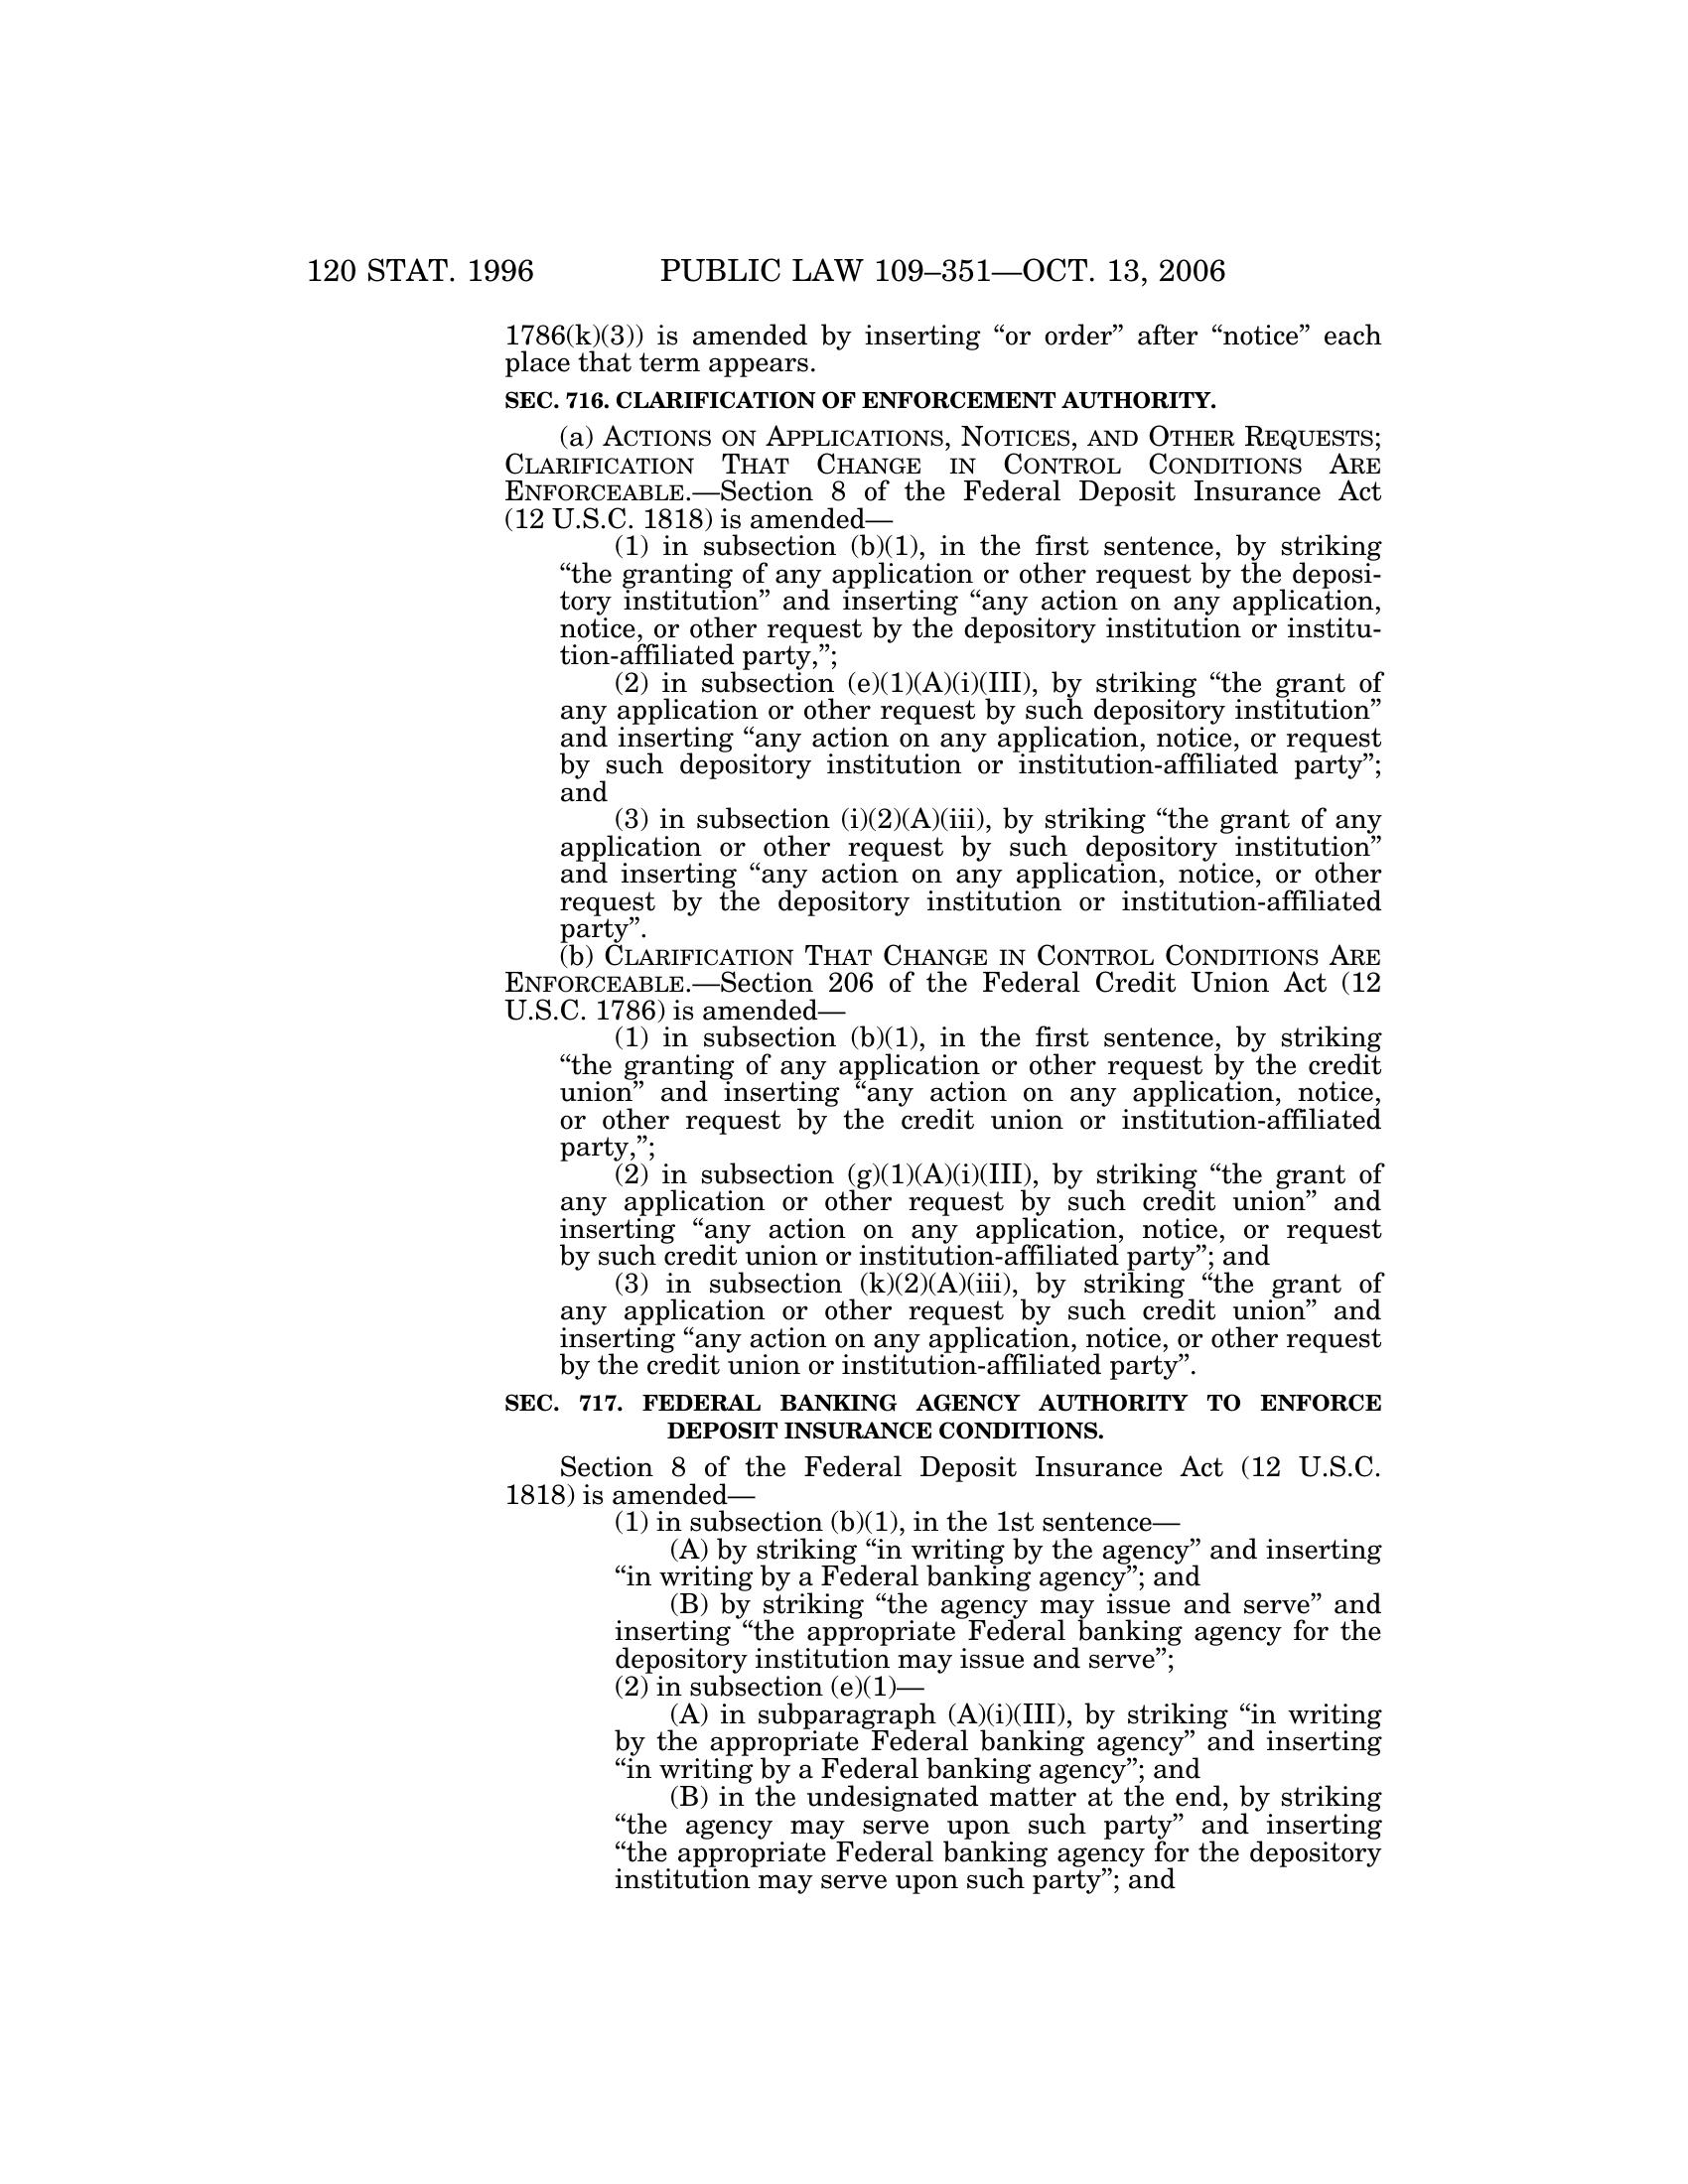 120 STAT. 1996 PUBLIC LAW 109–351—OCT. 13, 2006
1786(k)(3)) is amended by inserting “or order” after “notice” each
place that term appears.
SEC. 716. CLARIFICATION OF ENFORCEMENT AUTHORITY.
(a) ACTIONS ON APPLICATIONS, NOTICES, AND OTHER REQUESTS;
CLARIFICATION THAT CHANGE IN CONTROL CONDITIONS ARE
ENFORCEABLE.—Section 8 of the Federal Deposit Insurance Act
(12 U.S.C. 1818) is amended—
(1) in subsection (b)(1), in the first sentence, by striking
“the granting of any application or other request by the deposi-
tory institution” and inserting “any action on any application,
notice, or other request by the depository institution or institu-
tion-affiliated party,”;
(2) in subsection (e)(1)(A)(i)(III), by striking “the grant of
any application or other request by such depository institution”
and inserting “any action on any application, notice, or request
by such depository institution or institution-affiliated party”;
and
(3) in subsection (i)(2)(A)(iii), by striking “the grant of any
application or other request by such depository institution”
and inserting “any action on any application, notice, or other
request by the depository institution or institution-affiliated
party”.
(b) CLARIFICATION THAT CHANGE IN CONTROL CONDITIONS ARE
ENFORCEABLE.—Section 206 of the Federal Credit Union Act (12
U.S.C. 1786) is amended—
(1) in subsection (b)(1), in the first sentence, by striking
“the granting of any application or other request by the credit
union” and inserting “any action on any application, notice,
or other request by the credit union or institution-affiliated
party,”;
(2) in subsection (g)(1)(A)(i)(III), by striking “the grant of
any application or other request by such credit union” and
inserting “any action on any application, notice, or request
by such credit union or institution-affiliated party”; and
(3) in subsection (k)(2)(A)(iii), by striking “the grant of
any application or other request by such credit union” and
inserting “any action on any application, notice, or other request
by the credit union or institution-affiliated party”.
SEC. 717. FEDERAL BANKING AGENCY AUTHORITY TO ENFORCE
DEPOSIT INSURANCE CONDITIONS.
Section 8 of the Federal Deposit Insurance Act (12 U.S.C.
1818) is amended—
(1) in subsection (b)(1), in the 1st sentence—
(A) by striking “in writing by the agency” and inserting
“in writing by a Federal banking agency”; and
(B) by striking “the agency may issue and serve” and
inserting “the appropriate Federal banking agency for the
depository institution may issue and serve”;
(2) in subsection (e)(1)—
(A) in subparagraph (A)(i)(III), by striking “in writing
by the appropriate Federal banking agency” and inserting
“in writing by a Federal banking agency”; and
(B) in the undesignated matter at the end, by striking
“the agency may serve upon such party” and inserting
“the appropriate Federal banking agency for the depository
institution may serve upon such party”; and